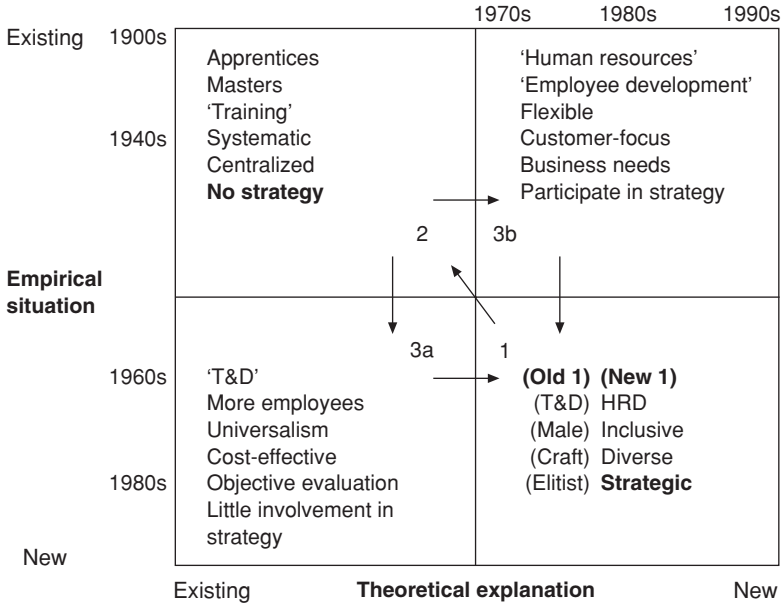 1970s 1980s 1990s
Existing 1900s
Apprentices
Masters
‘Training’
1940s Systematic
Centralized
No strategy
‘Human resources’
‘Employee development’
Flexible
Customer-focus
Business needs
Participate in strategy
2 3b
Empirical
situation
3a 1
1960s ‘T&D’
More employees
Universalism
Cost-effective
1980s Objective evaluation
Little involvement in
strategy
(Old 1) (New 1)
(T&D) HRD
(Male) Inclusive
(Craft) Diverse
(Elitist) Strategic
New
Existing Theoretical explanation New